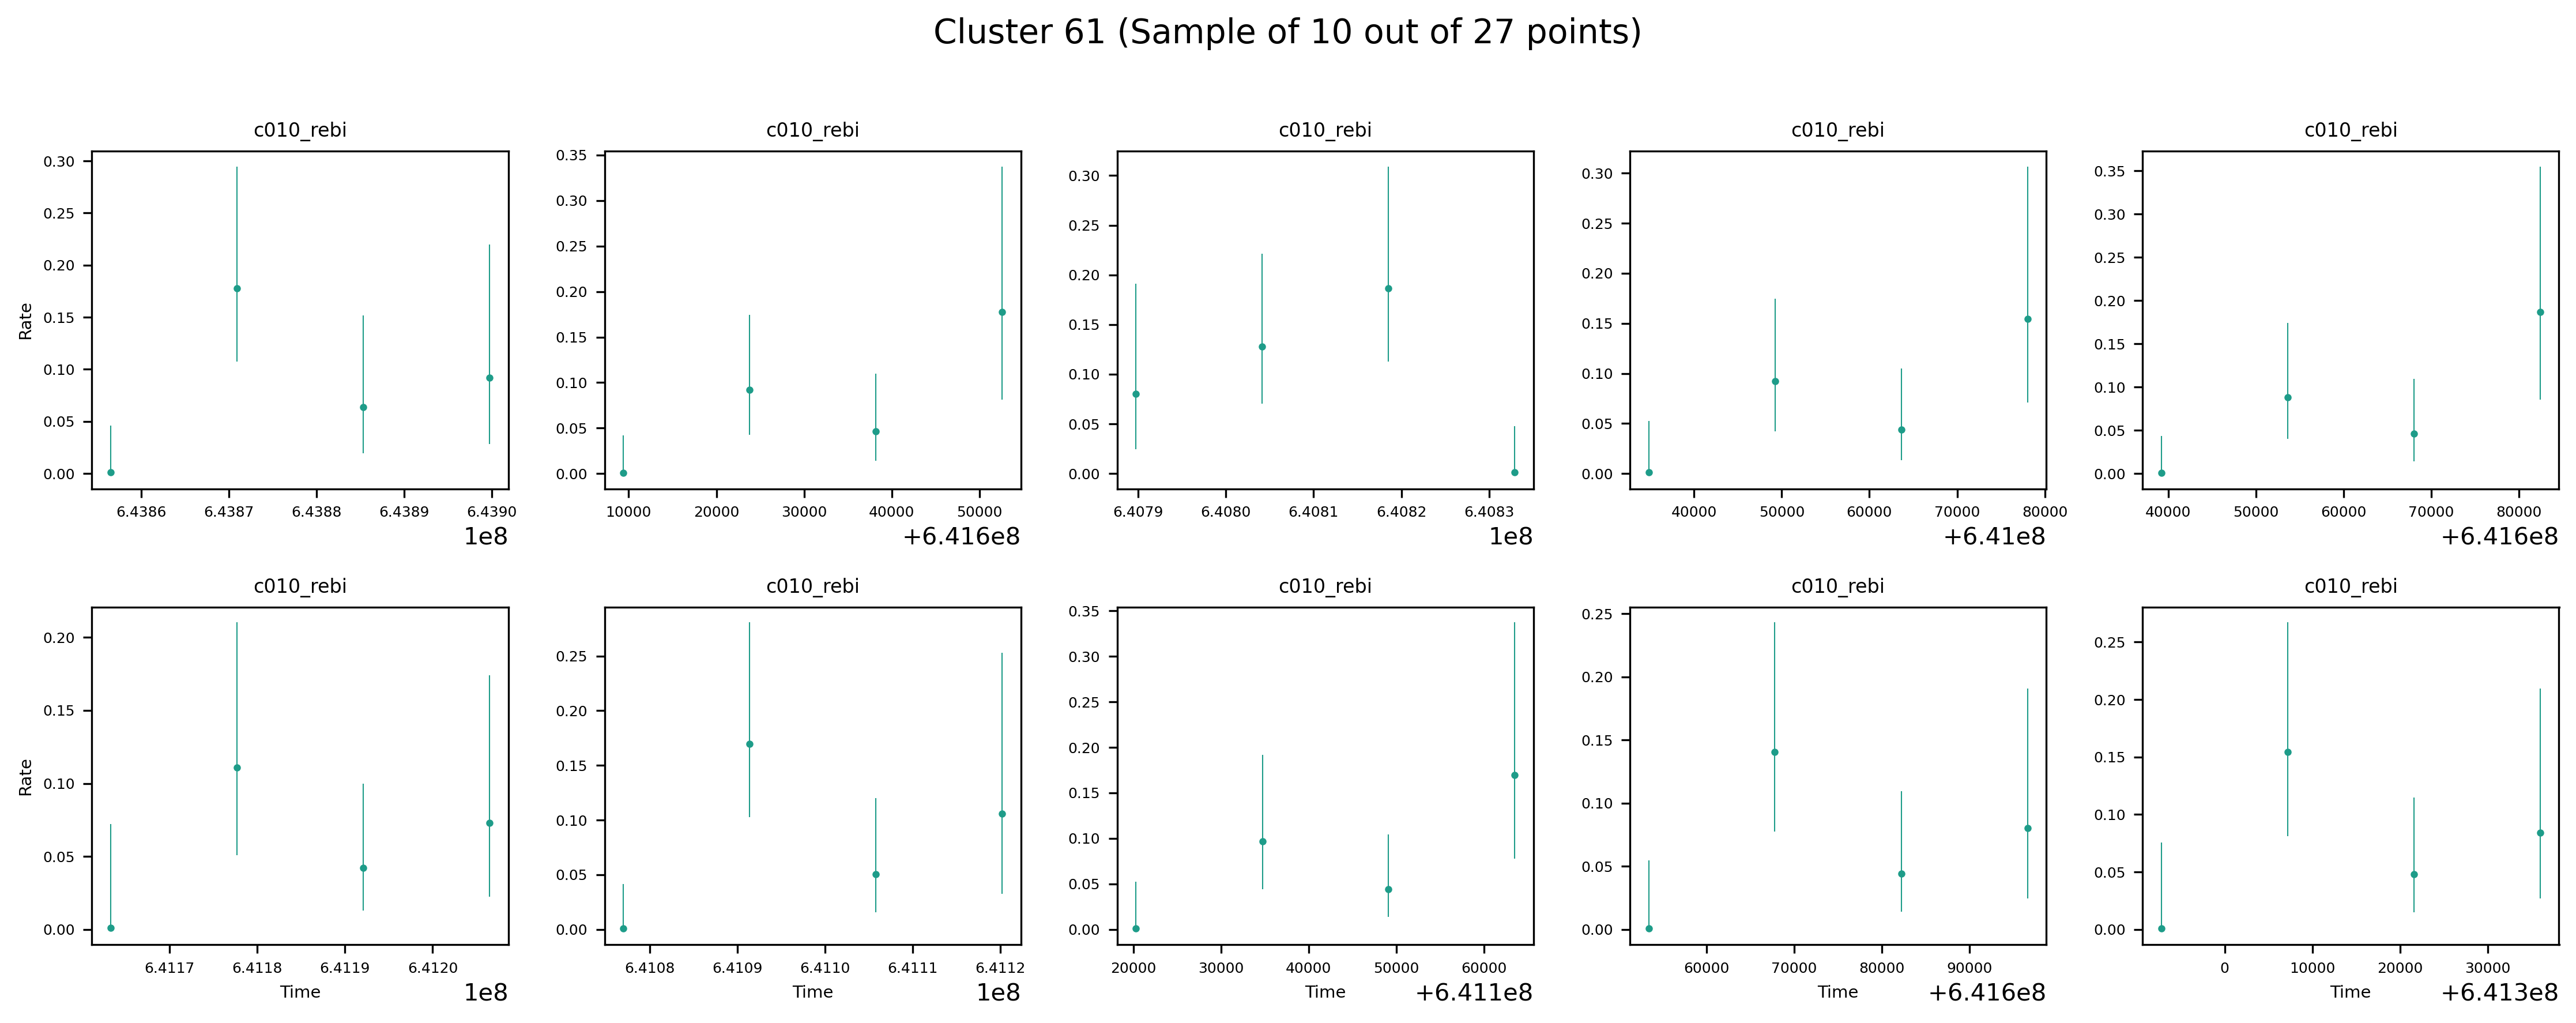 Cluster 61 (Sample of 10 out of 27 points)
c010_rebi
c010_rebi
c010_rebi
c010_rebi
c010_rebi
Rate
0.30
0.25
0.20
0.15
0.10
0.05
0.00
6.4386 6.4387 6.4388 6.4389 6.4390
1e8
0.35
0.30
0.25
0.20
0.15
0.10
0.05
0.00
10000 20000 30000 40000 50000
+6.416e8
0.30
0.25
0.20
0.15
0.10
0.05
0.00
6.4079 6.4080 6.4081 6.4082 6.4083
1e8
0.30
0.25
0.20
0.15
0.10
0.05
0.00
40000 50000 60000 70000 80000
+6.41e8
0.35
0.30
0.25
0.20
0.15
0.10
0.05
0.00
40000 50000 60000 70000 80000
+6.416e8
c010_rebi
c010_rebi
c010_rebi
c010_rebi
c010_rebi
Rate
0.20
0.15
0.10
0.05
0.00
6.4117 6.4118 6.4119 6.4120
Time
1e8
0.25
0.20
0.15
0.10
0.05
0.00
6.4108 6.4109 6.4110 6.4111 6.4112
Time
1e8
0.35
0.30
0.25
0.20
0.15
0.10
0.05
0.00
20000 30000 40000 50000 60000
Time
+6.411e8
0.25
0.20
0.15
0.10
0.05
0.00
60000 70000 80000 90000
Time
+6.416e8
0.25
0.20
0.15
0.10
0.05
0.00
0 10000 20000 30000
Time
+6.413e8